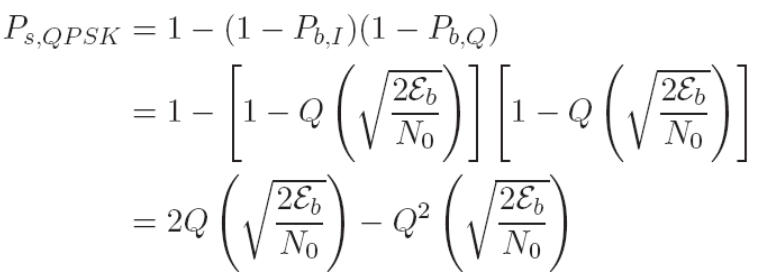 P_{s,QPSK} = 1 − (1 − P_{b,I})(1 − P_{b,Q})
= 1 − [1 − Q(√(2ℰ_b/N_0))][1 − Q(√(2ℰ_b/N_0))]
= 2Q(√(2ℰ_b/N_0)) − Q²(√(2ℰ_b/N_0))